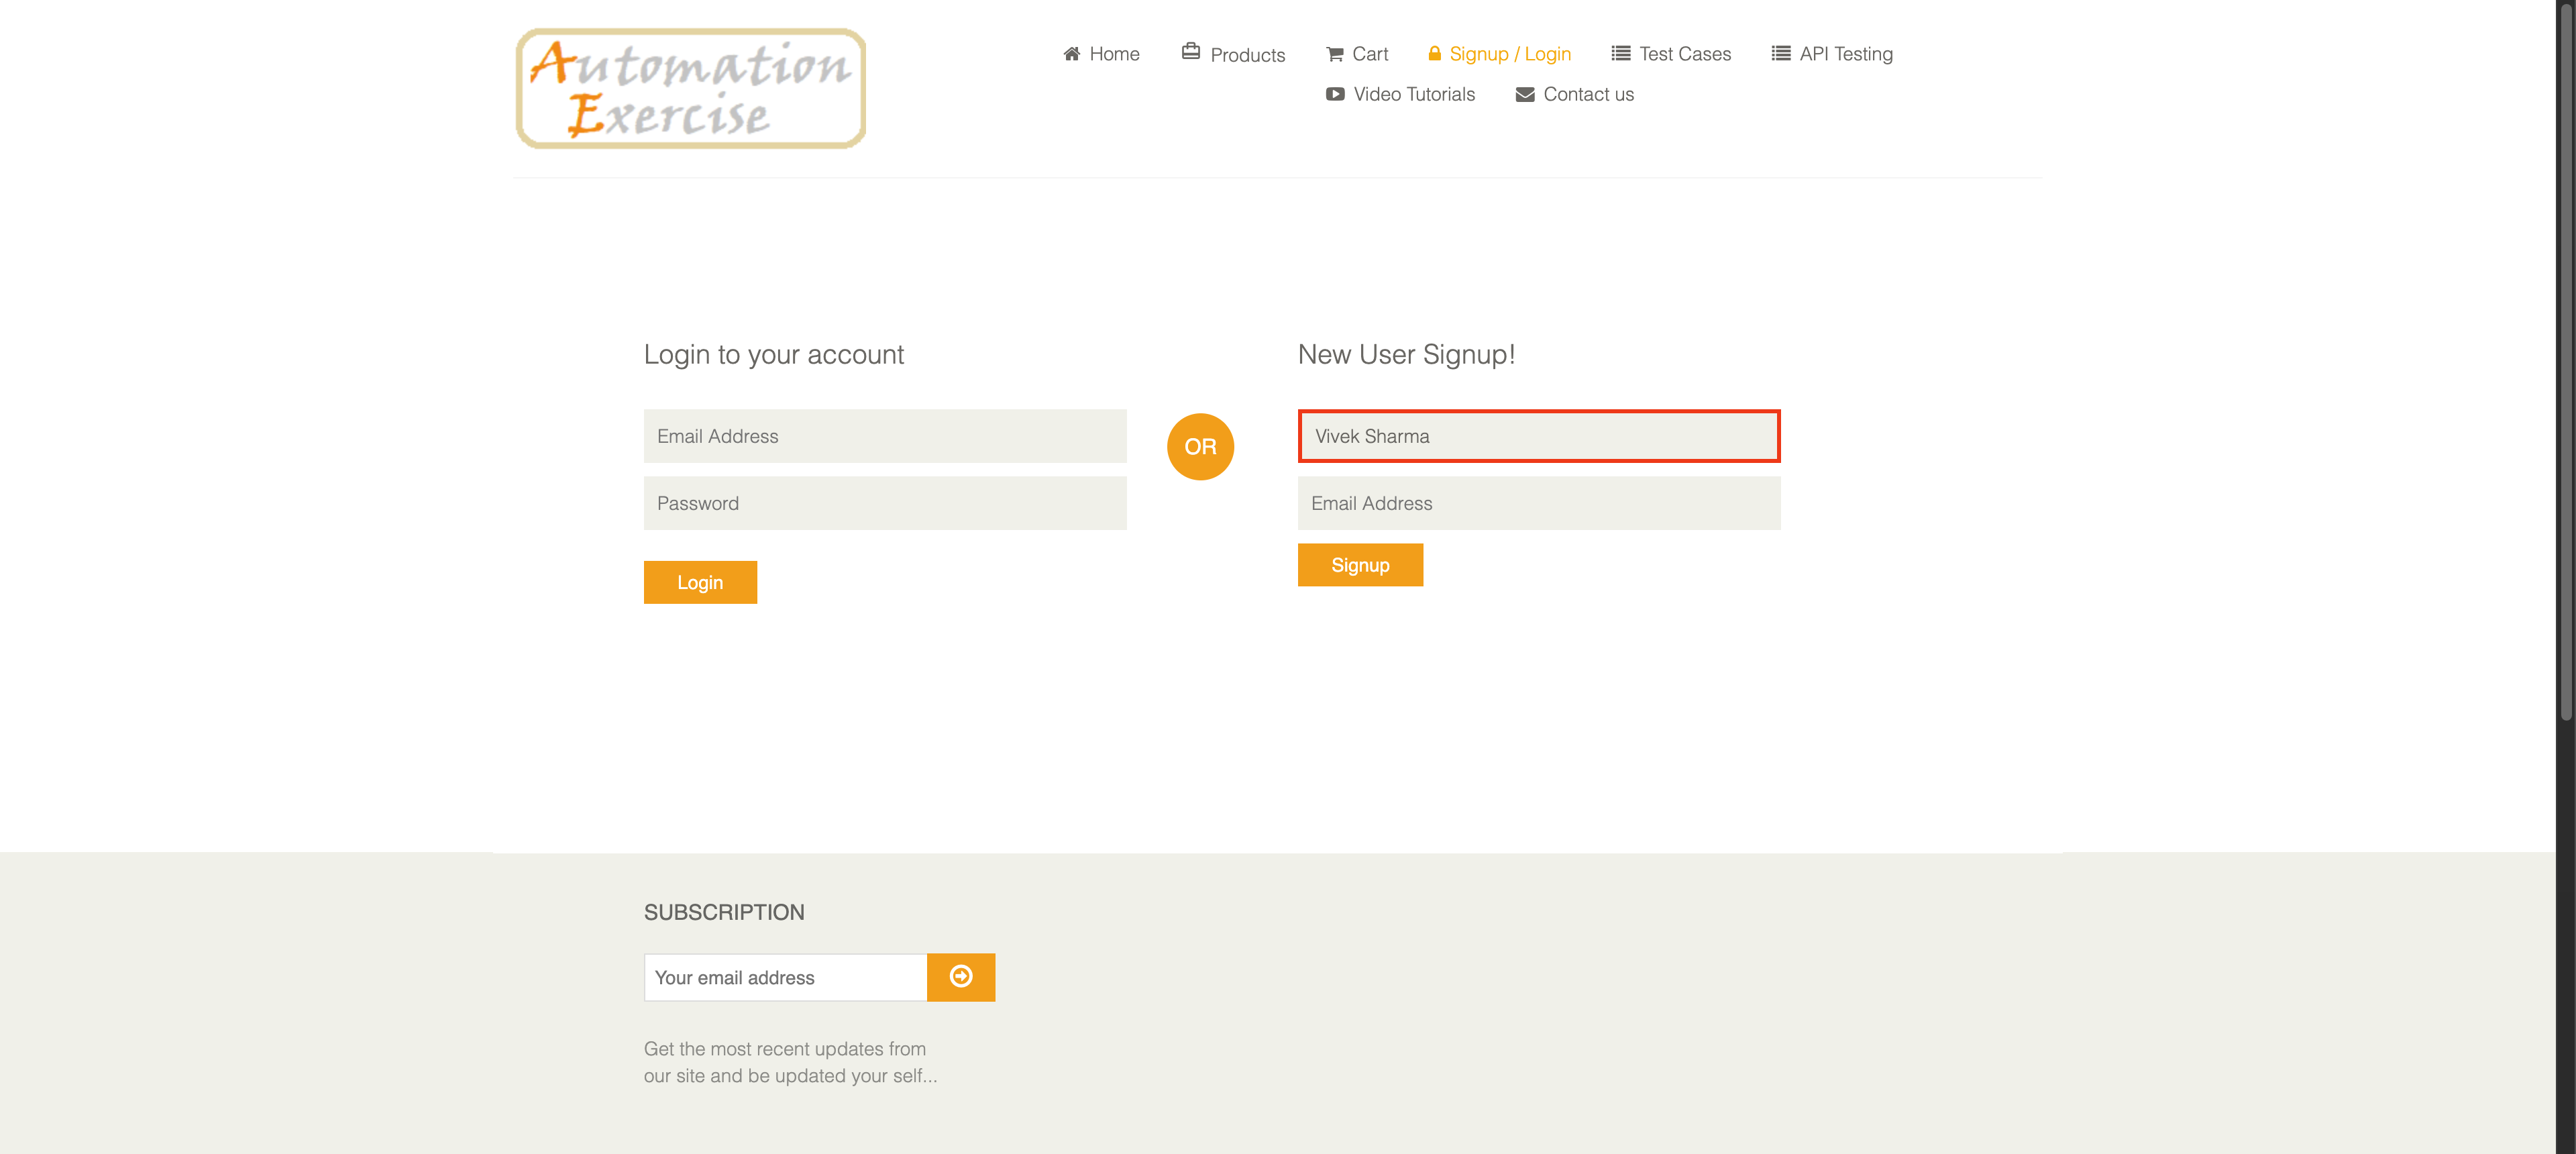 Automation
Exercise
Home
Products
Cart
Signup / Login
Test Cases
API Testing
Video Tutorials
Contact us
Login to your account
Email Address
Password
Login
OR
New User Signup!
Vivek Sharma
Email Address
Signup
SUBSCRIPTION
Your email address
Get the most recent updates from
our site and be updated your self...